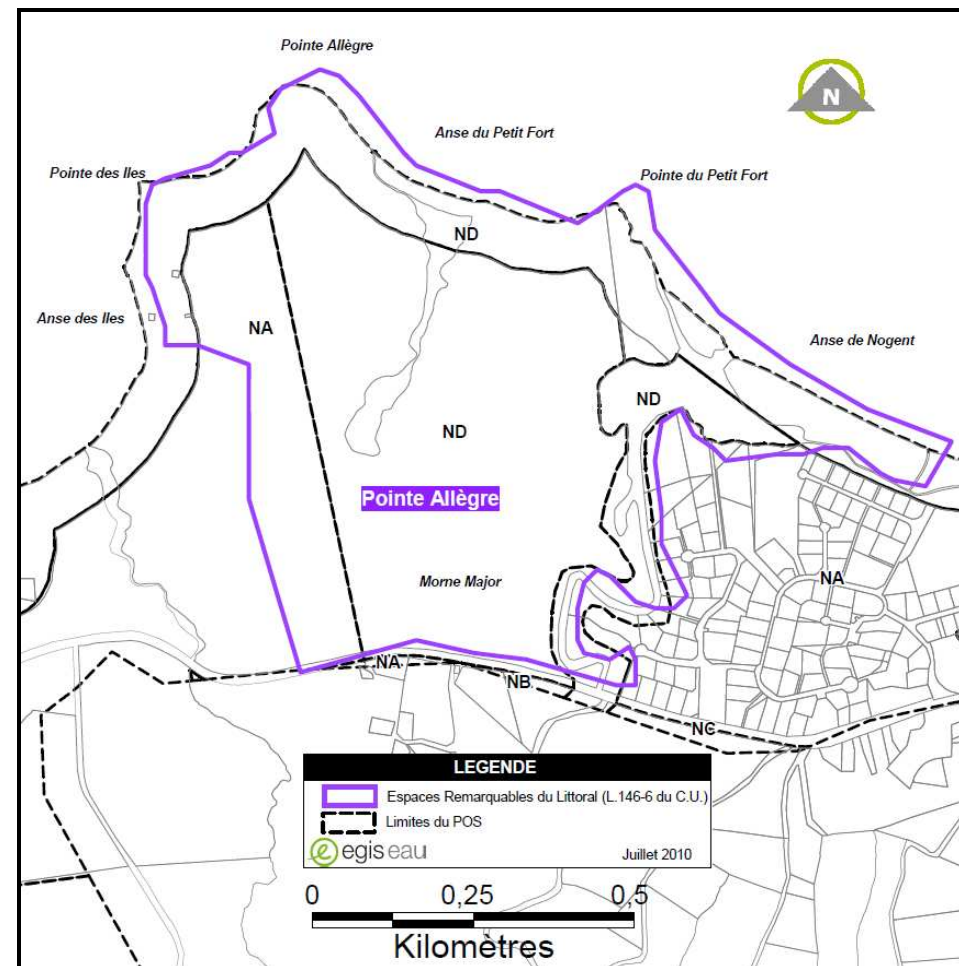 Pointe Allègre
N
Anse du Petit Fort
Pointe des Iles
Pointe du Petit Fort
ND
Anse des Iles
NA
Anse de Nogent
ND
ND
Pointe Allègre
Morne Major
NA
NA
NB
NC
LEGENDE
Espaces Remarquables du Littoral (L.146-6 du C.U.)
Limites du POS
e egis eau
Juillet 2010
0 0,25 0,5
Kilomètres